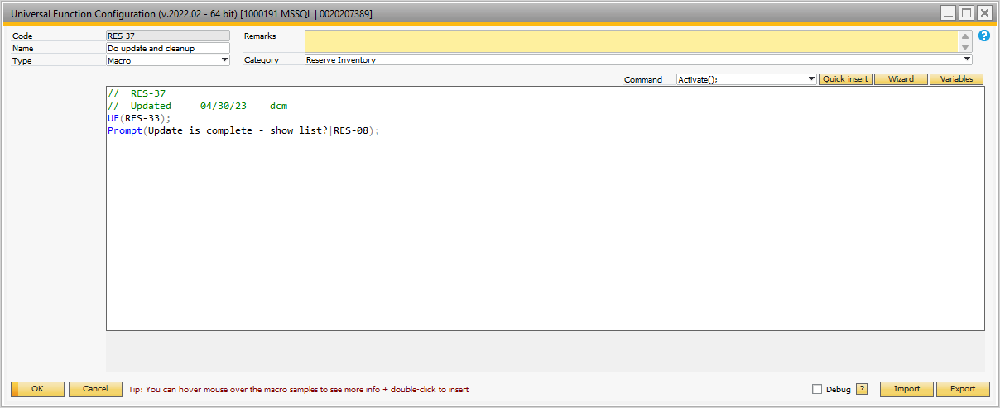 Universal Function Configuration (v.2022.02 - 64 bit) [1000191 MSSQL | 0020207389]
Code RES-37 Remarks
Name Do update and cleanup
Type Macro Category Reserve Inventory
Command Activate(); Quick insert Wizard Variables
// RES-37
// Updated 04/30/23 dcm
UF(RES-33);
Prompt(Update is complete - show list?|RES-08);
OK Cancel Tip: You can hover mouse over the macro samples to see more info + double-click to insert Debug ? Import Export